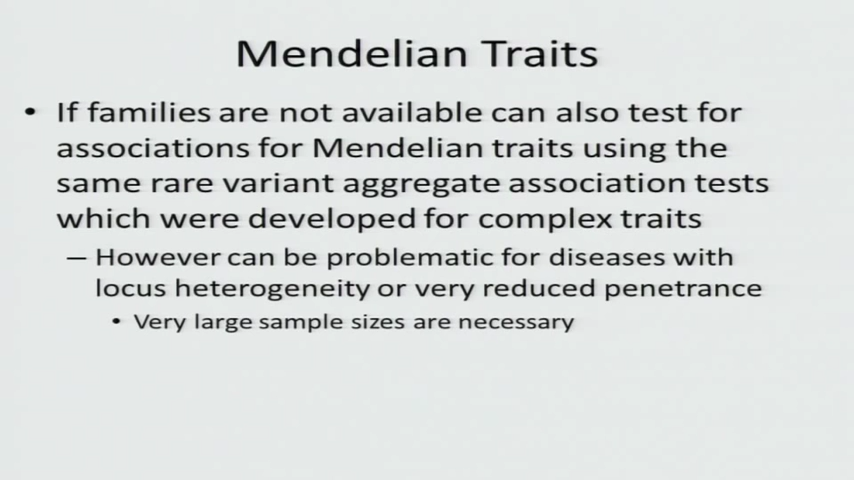 Mendelian Traits
• If families are not available can also test for
associations for Mendelian traits using the
same rare variant aggregate association tests
which were developed for complex traits
– However can be problematic for diseases with
locus heterogeneity or very reduced penetrance
• Very large sample sizes are necessary